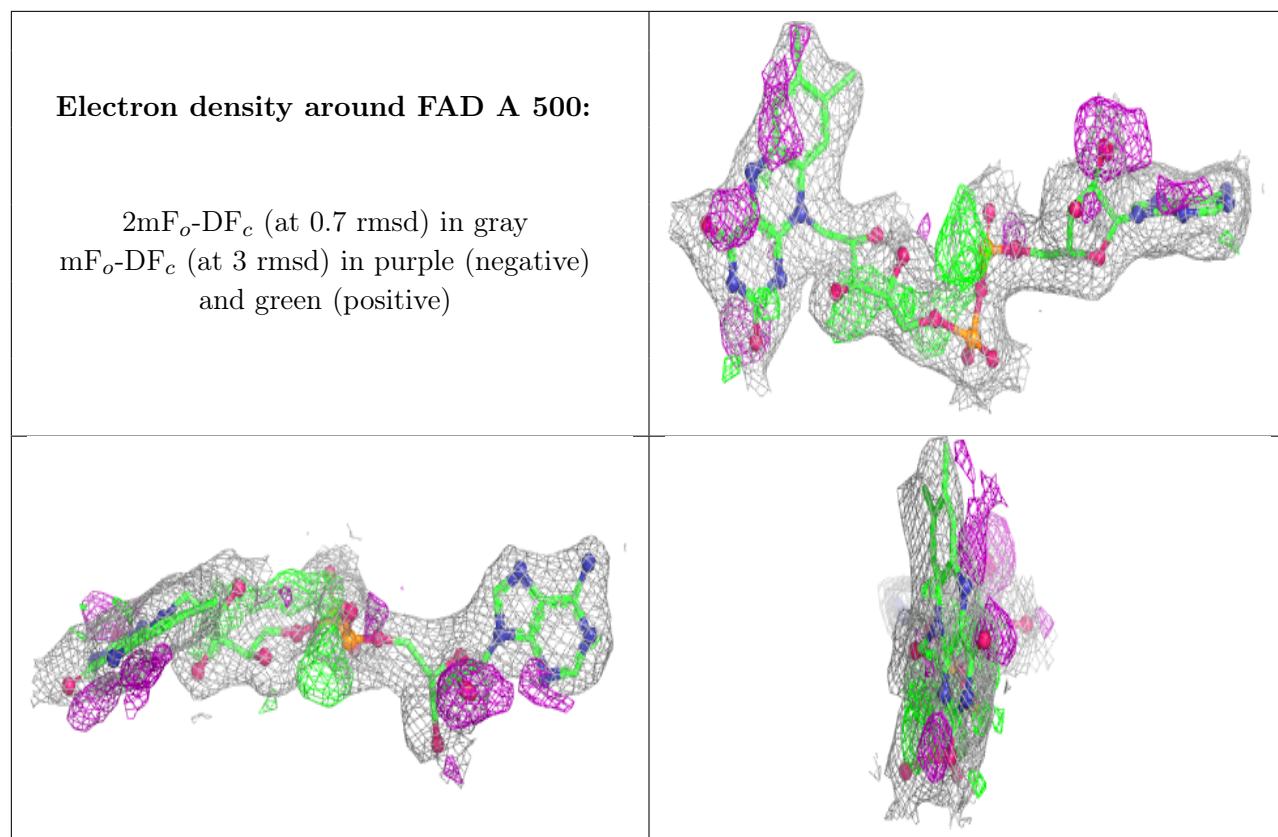 Electron density around FAD A 500:
2mFo-DFc (at 0.7 rmsd) in gray
mFo-DFc (at 3 rmsd) in purple (negative)
and green (positive)